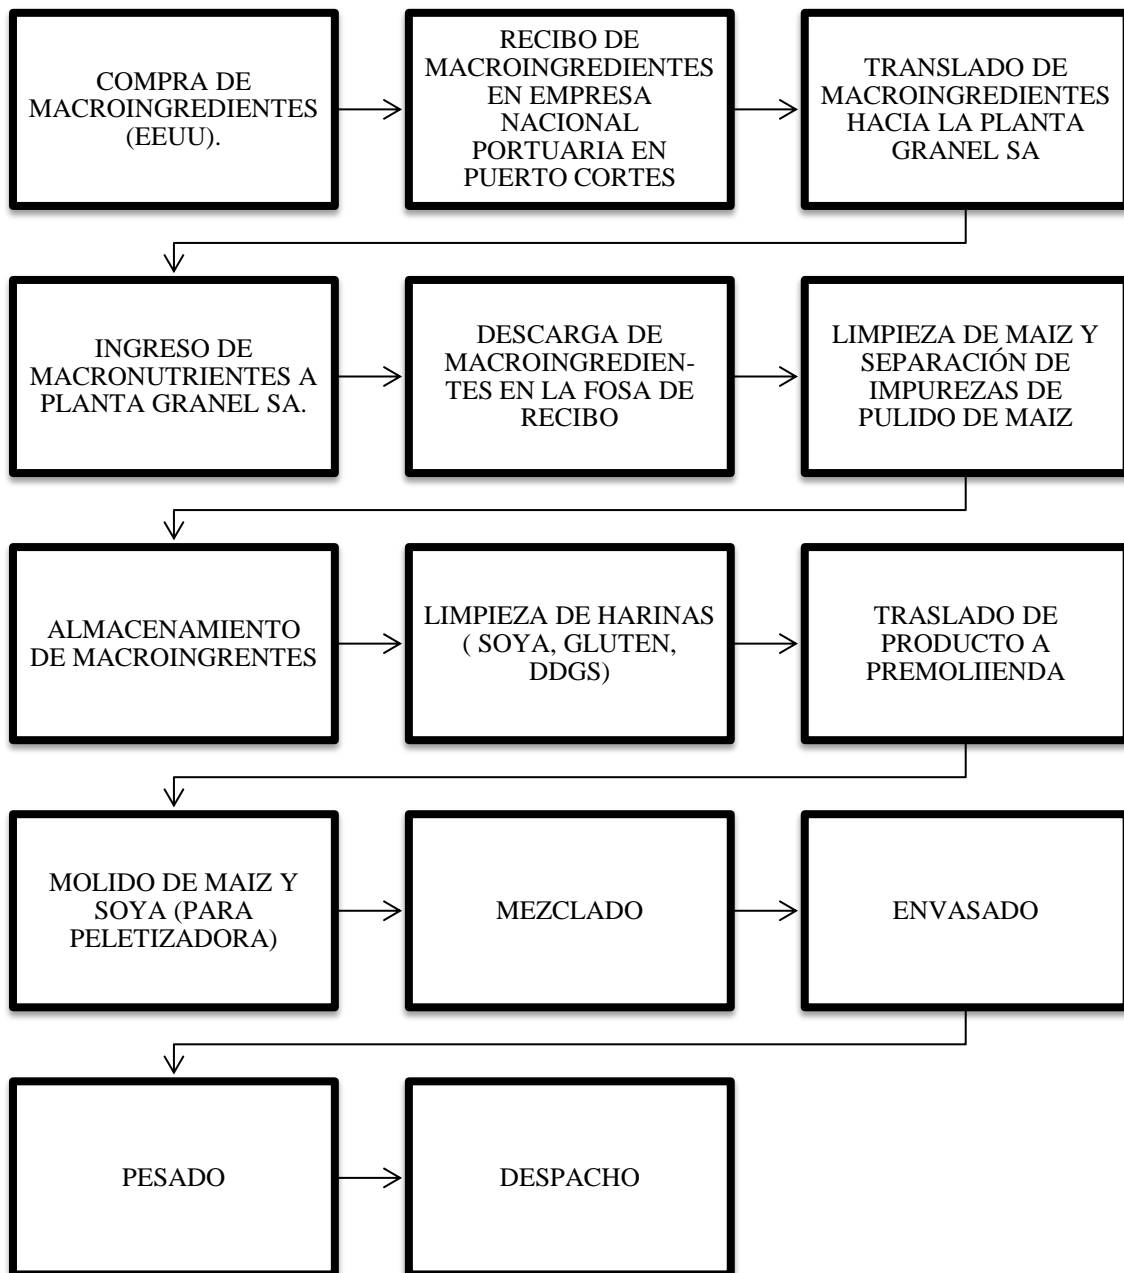 COMPRA DE
MACROINGREDIENTES
(EEUU).
RECIBO DE
MACROINGREDIENTES
EN EMPRESA
NACIONAL
PORTUARIA EN
PUERTO CORTES
TRANSLADO DE
MACROINGREDIENTES
HACIA LA PLANTA
GRANEL SA
INGRESO DE
MACRONUTRIENTES A
PLANTA GRANEL SA.
DESCARGA DE
MACROINGREDIEN-
TES EN LA FOSA DE
RECIBO
LIMPIEZA DE MAIZ Y
SEPARACIÓN DE
IMPUREZAS DE
PULIDO DE MAIZ
ALMACENAMIENTO
DE MACROINGRENTES
LIMPIEZA DE HARINAS
( SOYA, GLUTEN,
DDGS)
TRASLADO DE
PRODUCTO A
PREMOLIIENDA
MOLIDO DE MAIZ Y
SOYA (PARA
PELETIZADORA)
MEZCLADO
ENVASADO
PESADO
DESPACHO